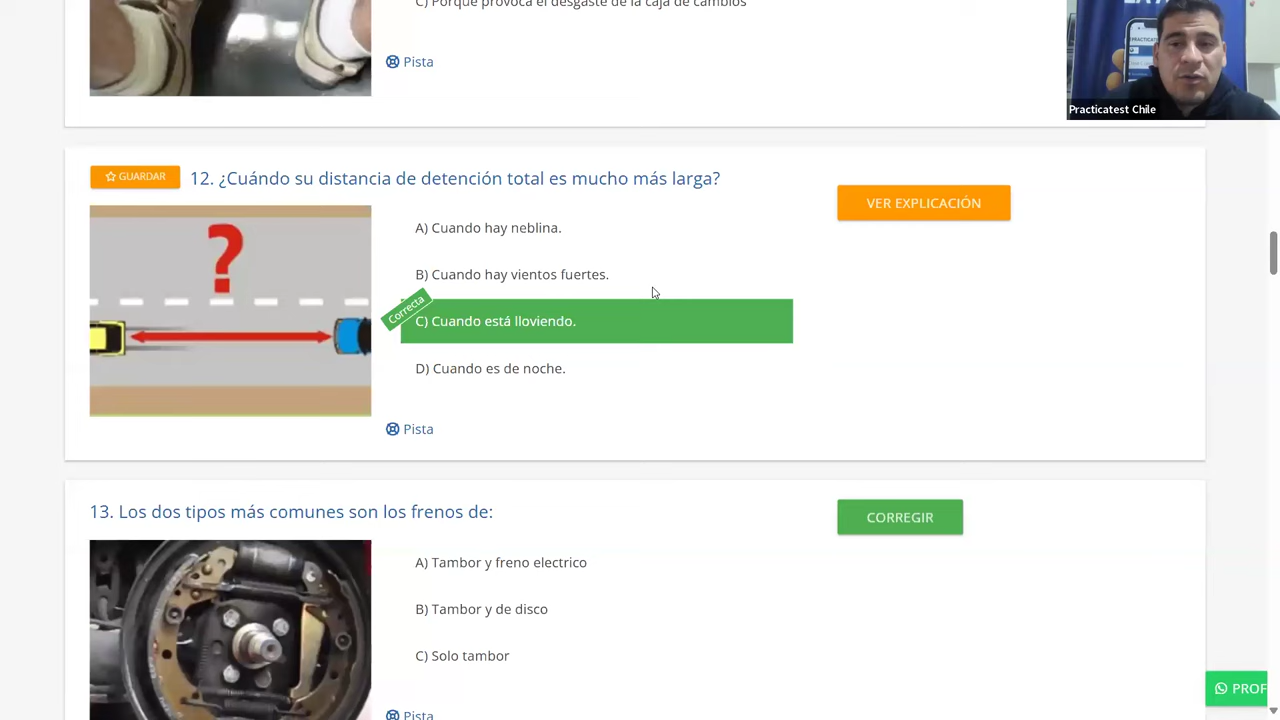 C) Porque provoca el desgaste de la caja de cambios
Pista
Practicatest Chile
GUARDAR
12. ¿Cuándo su distancia de detención total es mucho más larga?
VER EXPLICACIÓN
?
A) Cuando hay neblina.
B) Cuando hay vientos fuertes.
Correcta
C) Cuando está lloviendo.
D) Cuando es de noche.
Pista
13. Los dos tipos más comunes son los frenos de:
CORREGIR
A) Tambor y freno electrico
B) Tambor y de disco
C) Solo tambor
PROF
Pista